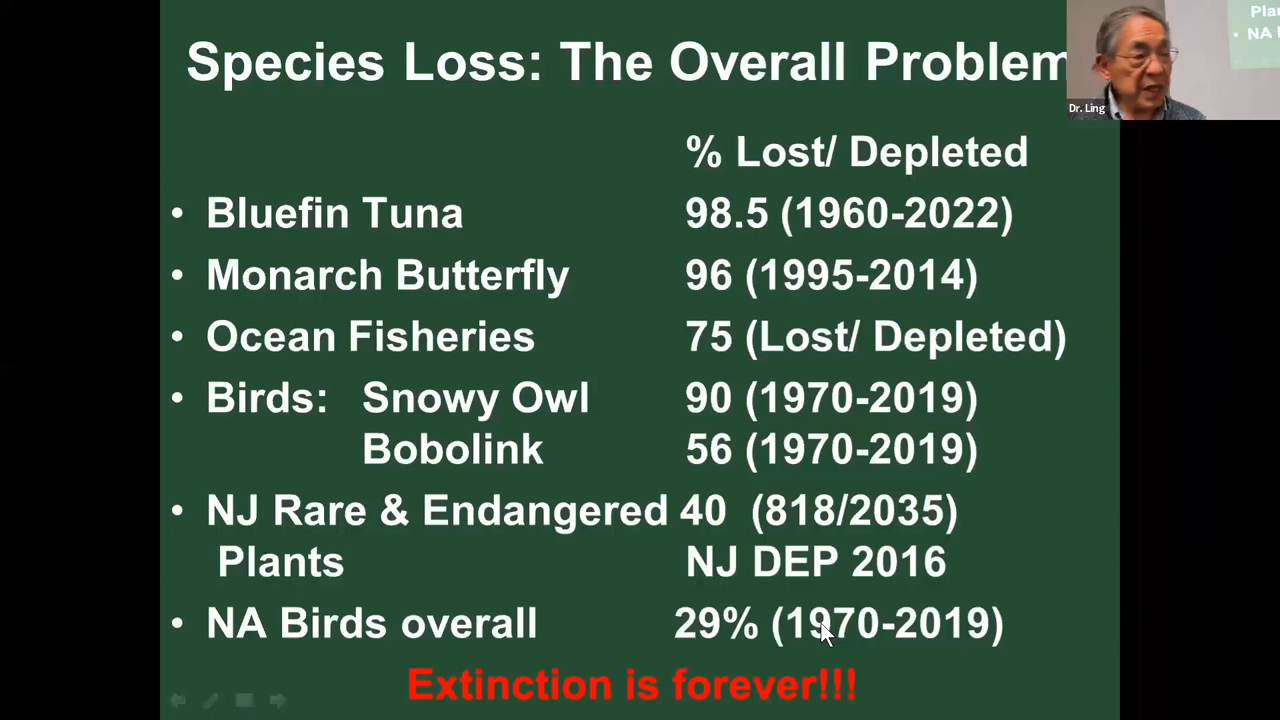 Species Loss: The Overall Problem
% Lost/ Depleted
• Bluefin Tuna 98.5 (1960-2022)
• Monarch Butterfly 96 (1995-2014)
• Ocean Fisheries 75 (Lost/ Depleted)
• Birds: Snowy Owl 90 (1970-2019)
Bobolink 56 (1970-2019)
• NJ Rare & Endangered 40 (818/2035)
Plants NJ DEP 2016
• NA Birds overall 29% (1970-2019)
Extinction is forever!!!
Dr. Ling
• NA